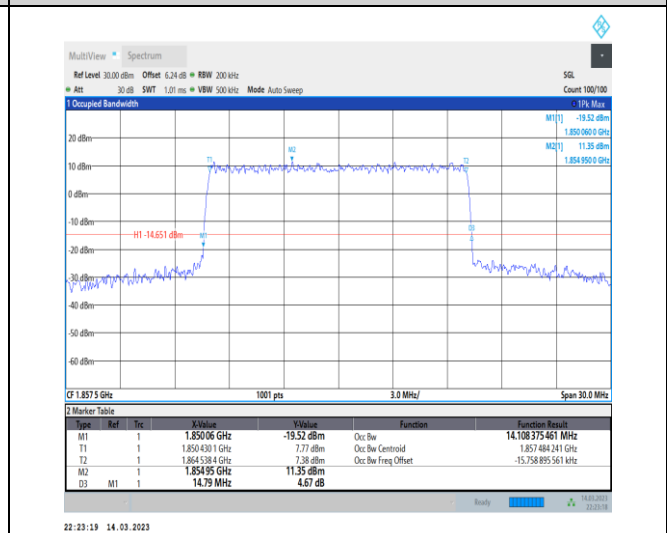 MultiView Spectrum
Ref Level 30.00 dBm Offset 6.24 dB RBW 200 kHz SGL
Att 30 dB SWT 1.01 ms VBW 500 kHz Mode Auto Sweep Count 100/100
1 Occupied Bandwidth 1Pk Max
M1[1] -19.52 dBm
1.850 060 0 GHz
M2[1] 11.35 dBm
1.854 950 0 GHz
20 dBm
M2
T1
T2
10 dBm
0 dBm
-10 dBm
D3
H1 -14.651 dBm
M1
-20 dBm
-30 dBm
-40 dBm
-50 dBm
-60 dBm
CF 1.857 5 GHz 1001 pts 3.0 MHz/ Span 30.0 MHz
2 Marker Table
Type Ref Trc X-Value Y-Value Function Function Result
M1 1 1.850 06 GHz -19.52 dBm Occ Bw 14.108 375 461 MHz
T1 1 1.850 430 1 GHz 7.77 dBm Occ Bw Centroid 1.857 484 241 GHz
T2 1 1.864 538 4 GHz 7.38 dBm Occ Bw Freq Offset -15.758 895 561 kHz
M2 1 1.854 95 GHz 11.35 dBm
D3 M1 1 14.79 MHz 4.67 dB
Ready
22:23:19 14.03.2023